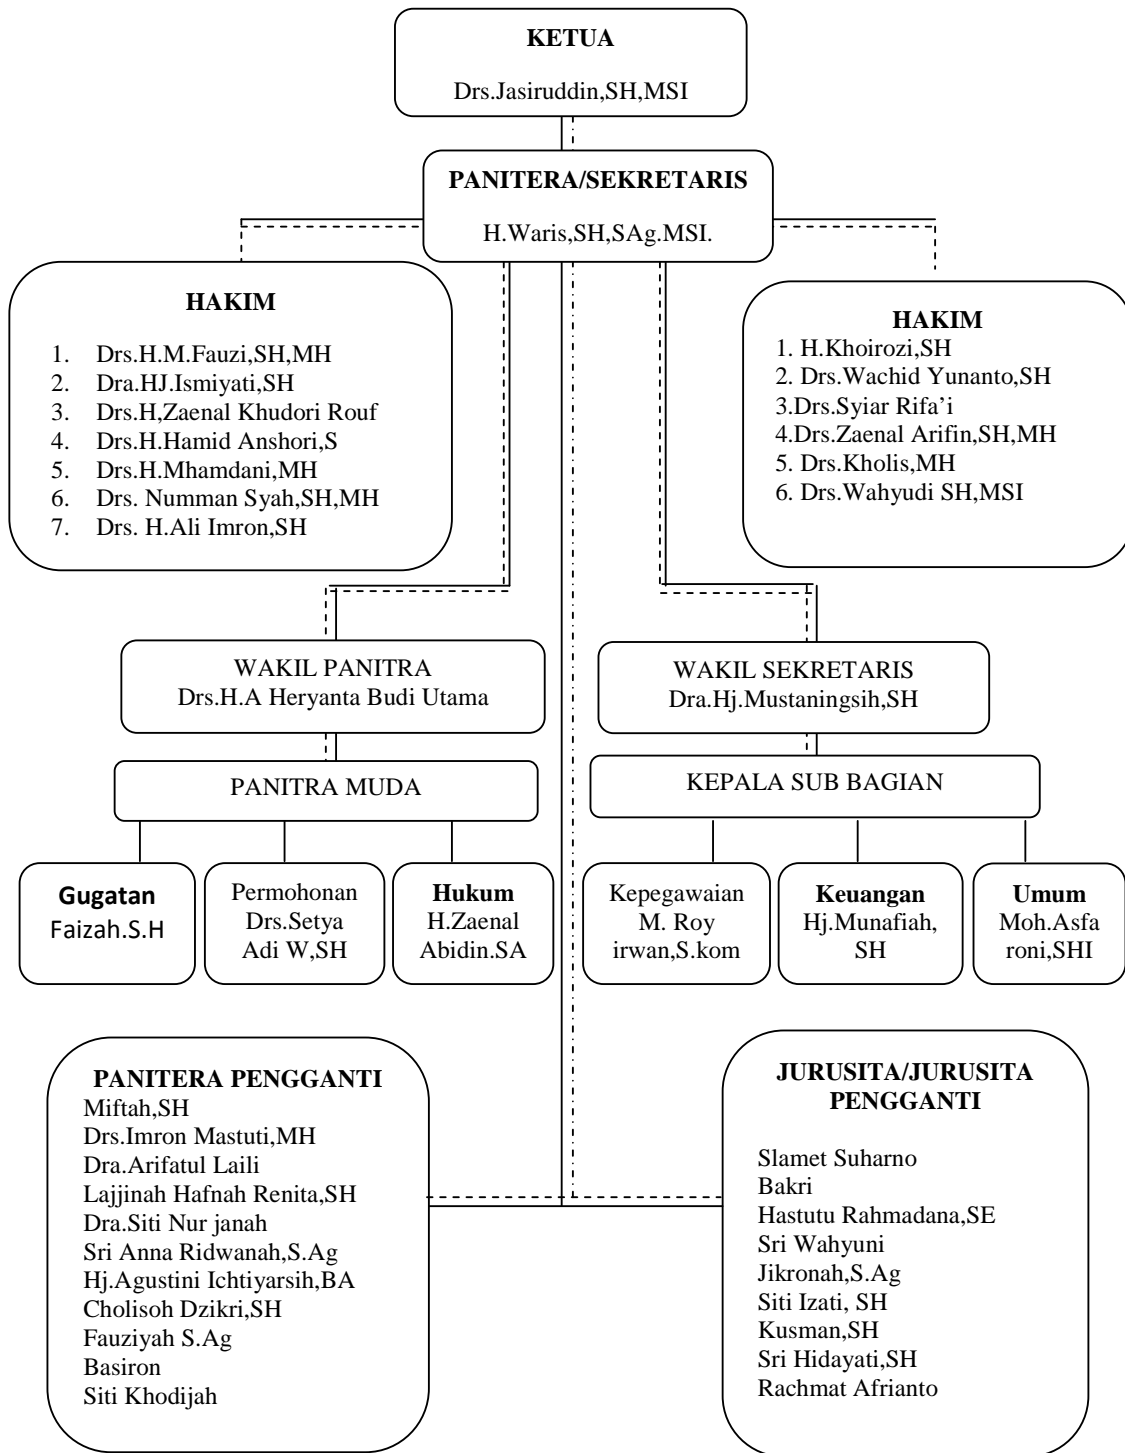 KETUA
Drs.Jasiruddin,SH,MSI
PANITERA/SEKRETARIS
H.Waris,SH,SAg.MSI.
HAKIM
1. Drs.H.M.Fauzi,SH,MH
2. Dra.HJ.Ismiyati,SH
3. Drs.H,Zaenal Khudori Rouf
4. Drs.H.Hamid Anshori,S
5. Drs.H.Mhamdani,MH
6. Drs. Numman Syah,SH,MH
7. Drs. H.Ali Imron,SH
HAKIM
1. H.Khoirozi,SH
2. Drs.Wachid Yunanto,SH
3.Drs.Syiar Rifa’i
4.Drs.Zaenal Arifin,SH,MH
5. Drs.Kholis,MH
6. Drs.Wahyudi SH,MSI
WAKIL PANITRA
Drs.H.A Heryanta Budi Utama
WAKIL SEKRETARIS
Dra.Hj.Mustaningsih,SH
PANITRA MUDA
KEPALA SUB BAGIAN
Gugatan
Faizah.S.H
Permohonan
Drs.Setya
Adi W,SH
Hukum
H.Zaenal
Abidin.SA
Kepegawaian
M. Roy
irwan,S.kom
Keuangan
Hj.Munafiah,
SH
Umum
Moh.Asfa
roni,SHI
PANITERA PENGGANTI
Miftah,SH
Drs.Imron Mastuti,MH
Dra.Arifatul Laili
Lajjinah Hafnah Renita,SH
Dra.Siti Nur janah
Sri Anna Ridwanah,S.Ag
Hj.Agustini Ichtiyarsih,BA
Cholisoh Dzikri,SH
Fauziyah S.Ag
Basiron
Siti Khodijah
JURUSITA/JURUSITA
PENGGANTI
Slamet Suharno
Bakri
Hastutu Rahmadana,SE
Sri Wahyuni
Jikronah,S.Ag
Siti Izati, SH
Kusman,SH
Sri Hidayati,SH
Rachmat Afrianto